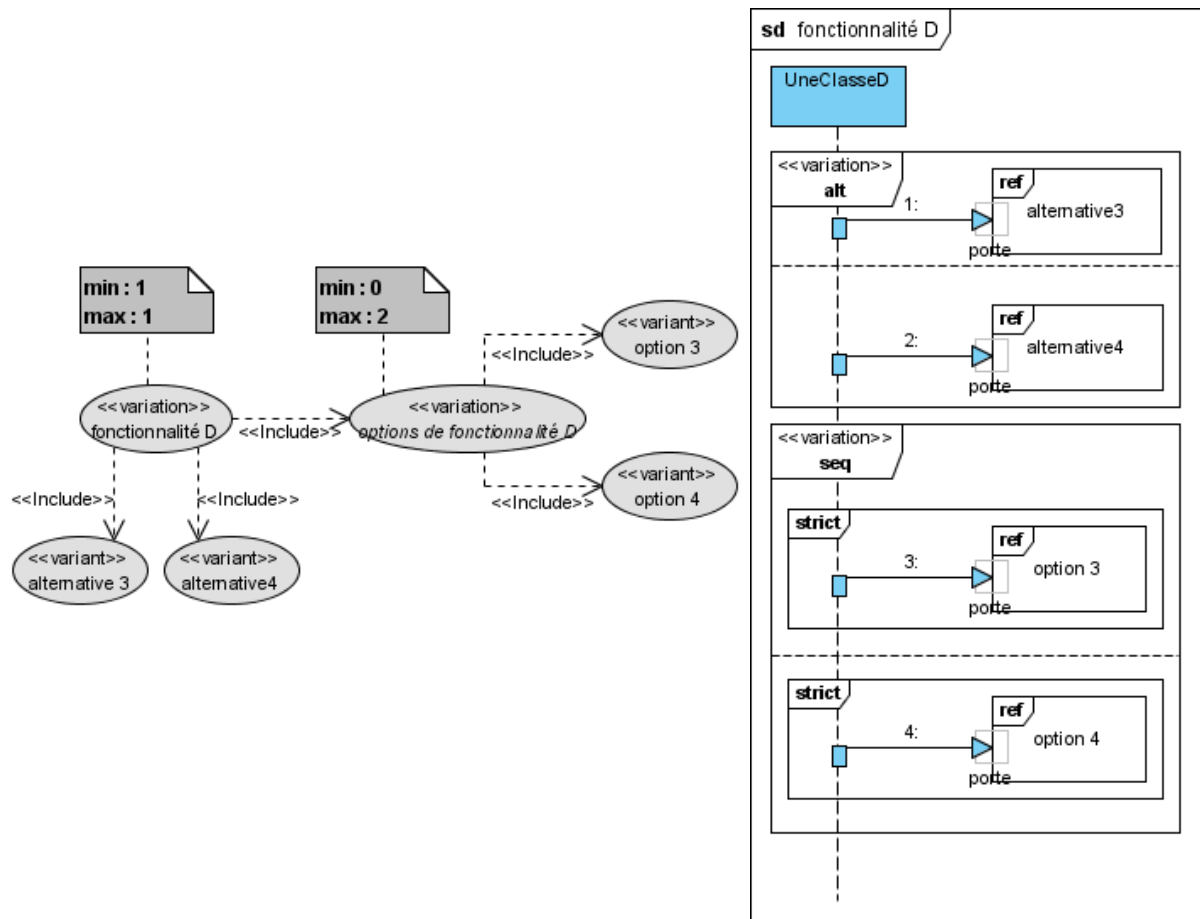 min : 1
max : 1
min : 0
max : 2
<<variant>>
option 3
<<Include>>
<<variation>>
fonctionnalité D
<<Include>>
<<variation>>
options de fonctionnalité D
<<variant>>
option 4
<<Include>>
<<Include>>
<<Include>>
<<variant>>
alternative 3
<<variant>>
alternative4
sd fonctionnalité D
UneClasseD
<<variation>>
alt
1:
ref
alternative3
porte
2:
ref
alternative4
porte
<<variation>>
seq
strict
3:
ref
option 3
porte
strict
4:
ref
option 4
porte